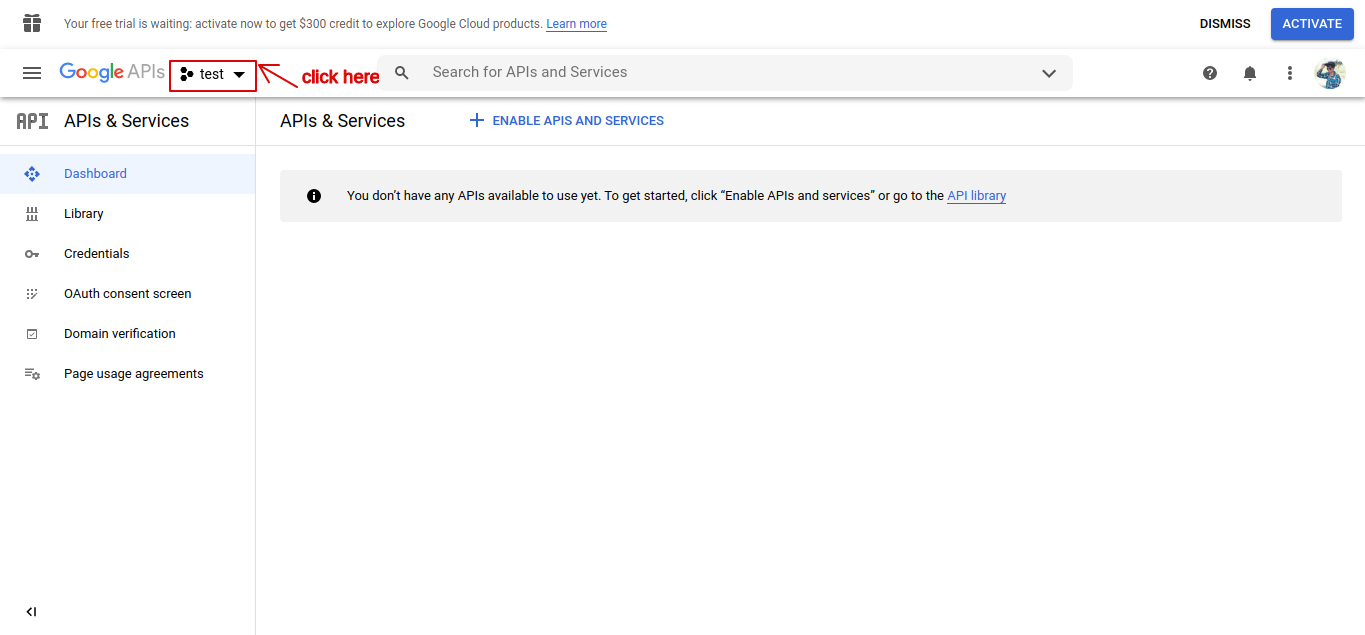 Your free trial is waiting: activate now to get $300 credit to explore Google Cloud products. Learn more
DISMISS
ACTIVATE
Google APIs
test
click here
Search for APIs and Services
API
APIs & Services
APIs & Services
ENABLE APIS AND SERVICES
Dashboard
You don’t have any APIs available to use yet. To get started, click “Enable APIs and services” or go to the API library
Library
Credentials
OAuth consent screen
Domain verification
Page usage agreements